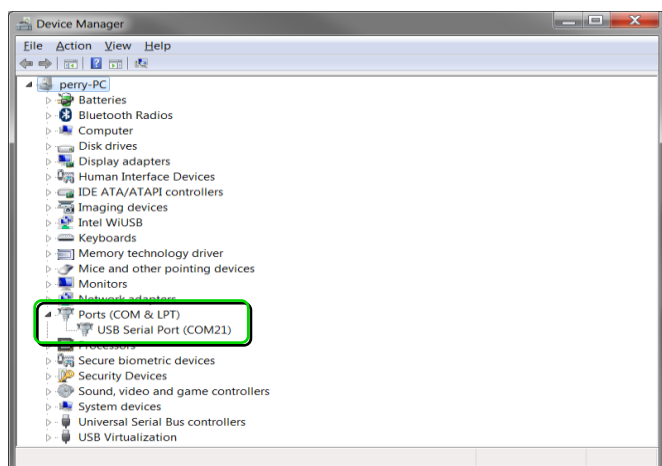 Device Manager
File Action View Help
perry-PC
Batteries
Bluetooth Radios
Computer
Disk drives
Display adapters
Human Interface Devices
IDE ATA/ATAPI controllers
Imaging devices
Intel WiUSB
Keyboards
Memory technology driver
Mice and other pointing devices
Monitors
Network adapters
Ports (COM & LPT)
USB Serial Port (COM21)
Processors
Secure biometric devices
Security Devices
Sound, video and game controllers
System devices
Universal Serial Bus controllers
USB Virtualization